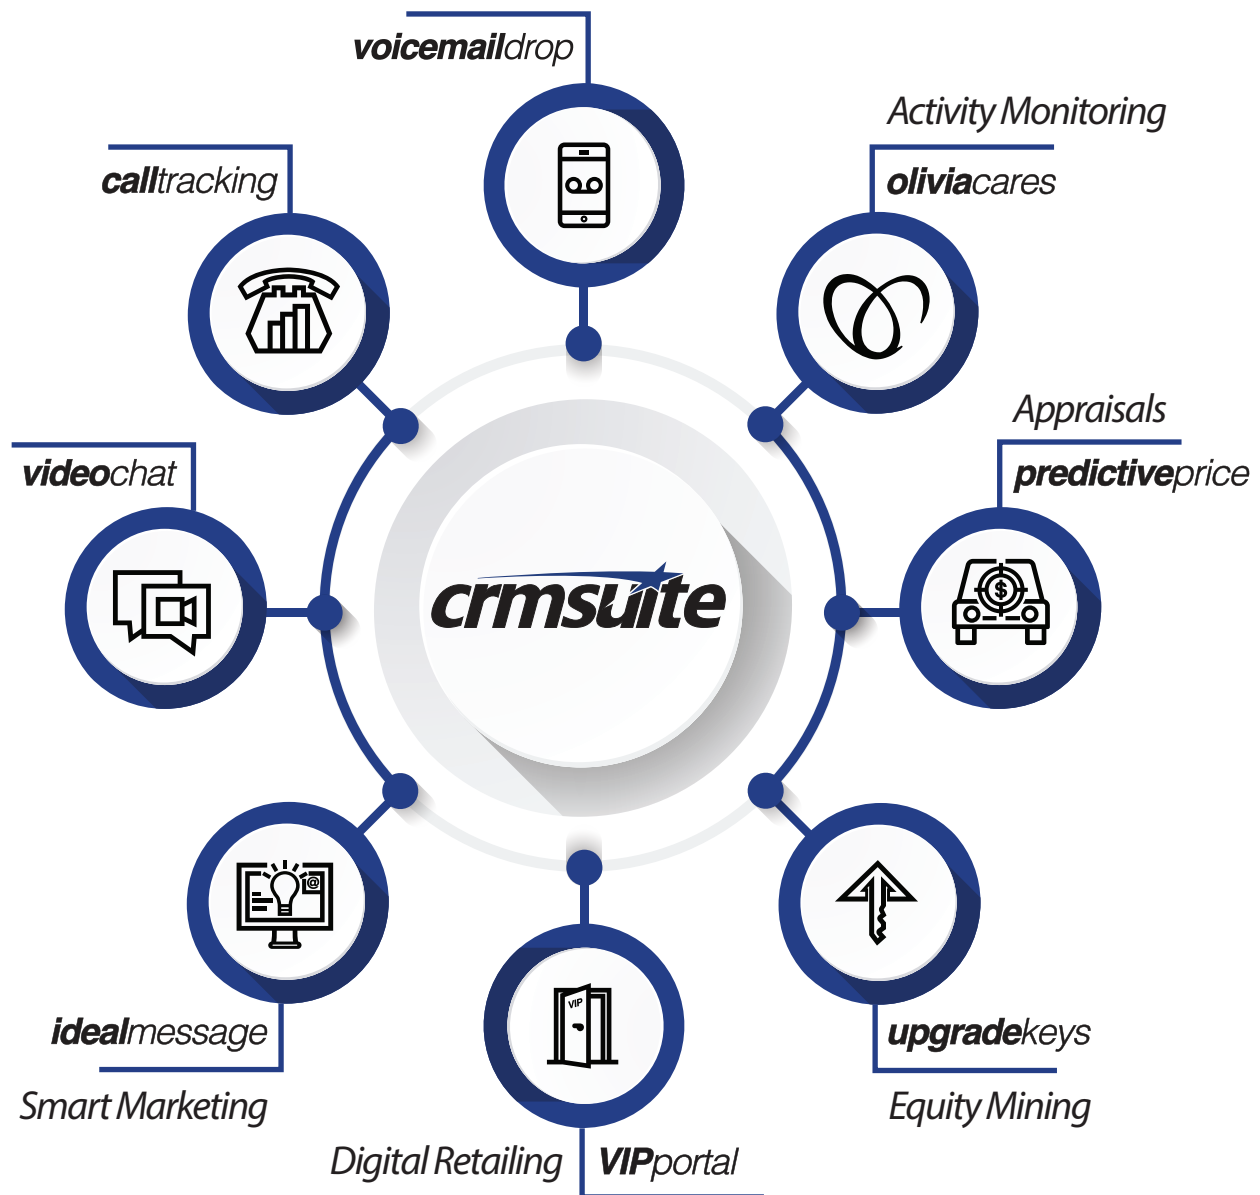 voicemaildrop
Activity Monitoring
calltracking
oliviacares
Appraisals
videochat
predictiveprice
$
crmsuite
@
VIP
idealmessage
upgradekeys
Smart Marketing
Equity Mining
Digital Retailing
VIPportal